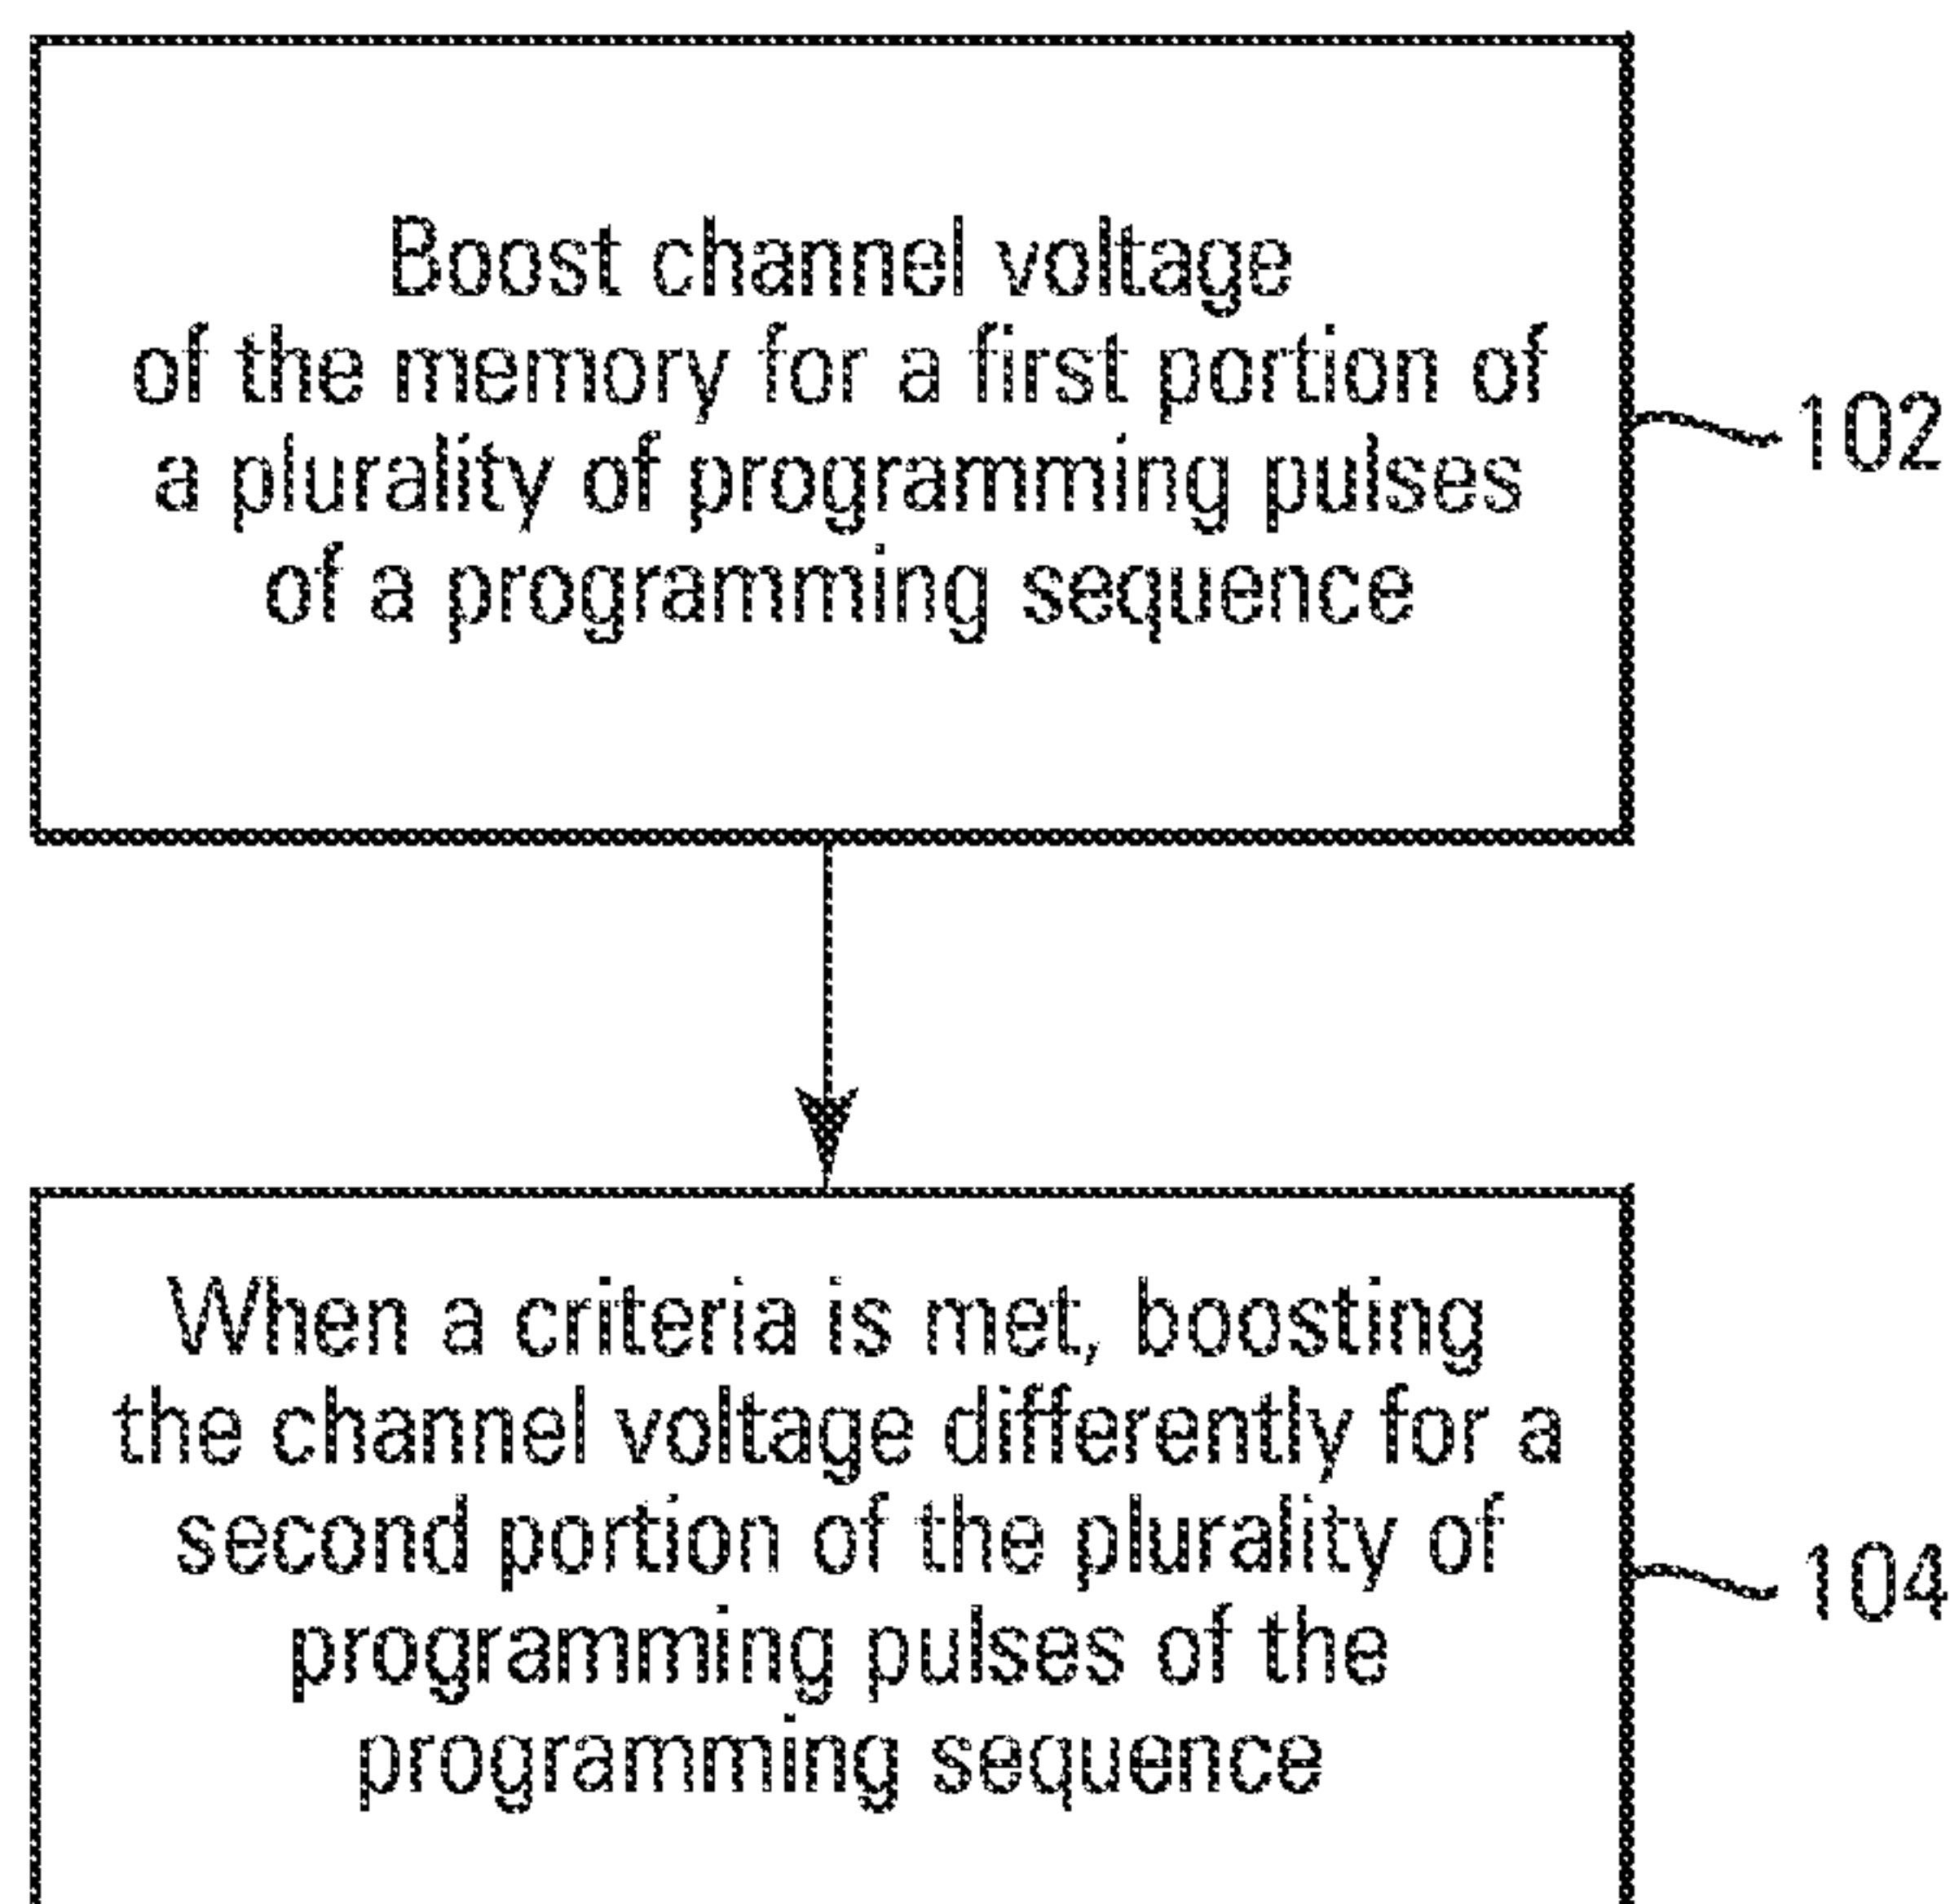 Boost channel voltage
of the memory for a first portion of
a plurality of programming pulses
of a programming sequence
102
When a criteria is met, boosting
the channel voltage differently for a
second portion of the plurality of
programming pulses of the
programming sequence
104